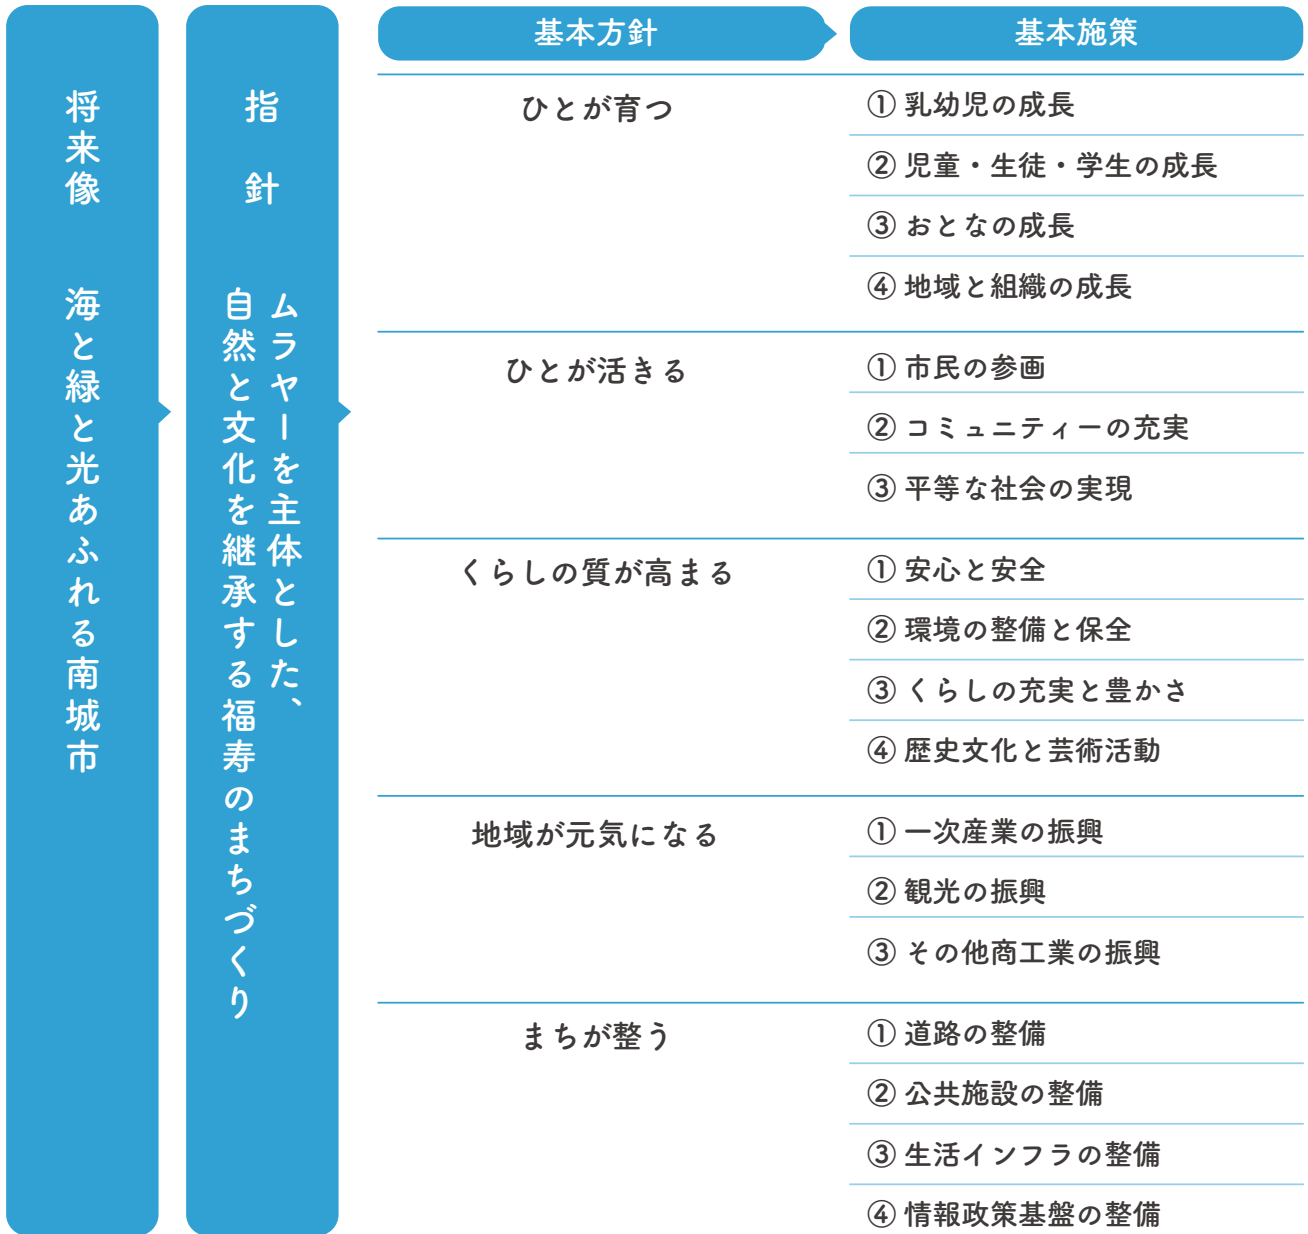 将来像　海と緑と光あふれる南城市
指　針
ムラヤーを主体とした、
自然と文化を継承する福寿のまちづくり
基本方針
基本施策
ひとが育つ
① 乳幼児の成長
② 児童・生徒・学生の成長
③ おとなの成長
④ 地域と組織の成長
ひとが活きる
① 市民の参画
② コミュニティーの充実
③ 平等な社会の実現
くらしの質が高まる
① 安心と安全
② 環境の整備と保全
③ くらしの充実と豊かさ
④ 歴史文化と芸術活動
地域が元気になる
① 一次産業の振興
② 観光の振興
③ その他商工業の振興
まちが整う
① 道路の整備
② 公共施設の整備
③ 生活インフラの整備
④ 情報政策基盤の整備